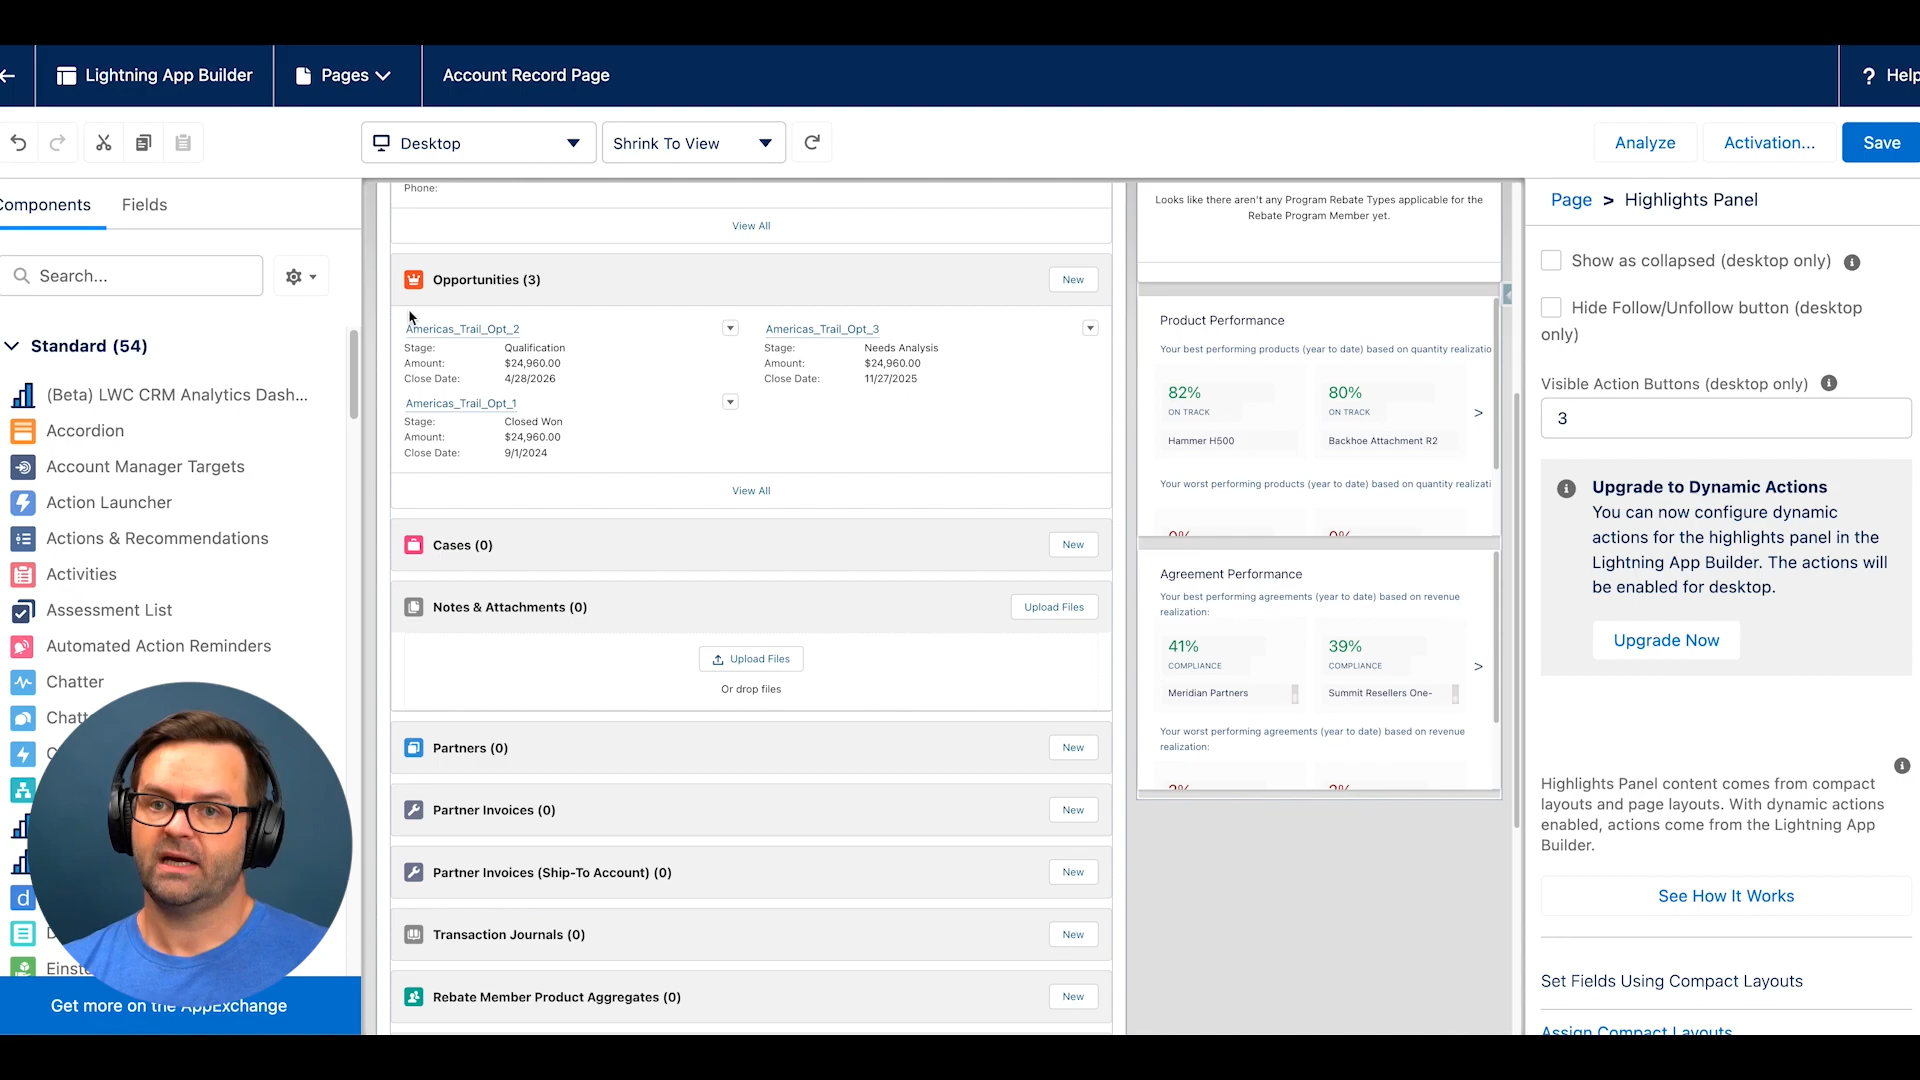 Lightning App Builder
Pages
Account Record Page
? Help
Desktop
Shrink To View
Analyze
Activation...
Save
Components
Fields
Search...
Standard (54)
(Beta) LWC CRM Analytics Dash...
Accordion
Account Manager Targets
Action Launcher
Actions & Recommendations
Activities
Assessment List
Automated Action Reminders
Chatter
Get more on the AppExchange
Phone:
View All
Opportunities (3)
New
Americas_Trail_Opt_2
Stage: Qualification
Amount: $24,960.00
Close Date: 4/28/2026
Americas_Trail_Opt_3
Stage: Needs Analysis
Amount: $24,960.00
Close Date: 11/27/2025
Americas_Trail_Opt_1
Stage: Closed Won
Amount: $24,960.00
Close Date: 9/1/2024
View All
Cases (0)
New
Notes & Attachments (0)
Upload Files
Upload Files
Or drop files
Partners (0)
New
Partner Invoices (0)
New
Partner Invoices (Ship-To Account) (0)
New
Transaction Journals (0)
New
Rebate Member Product Aggregates (0)
New
Looks like there aren't any Program Rebate Types applicable for the
Rebate Program Member yet.
Product Performance
Your best performing products (year to date) based on quantity realizatio
82%
ON TRACK
Hammer H500
80%
ON TRACK
Backhoe Attachment R2
>
Your worst performing products (year to date) based on quantity realizati
Agreement Performance
Your best performing agreements (year to date) based on revenue
realization:
41%
COMPLIANCE
Meridian Partners
39%
COMPLIANCE
Summit Resellers One-
>
Your worst performing agreements (year to date) based on revenue
realization:
Page > Highlights Panel
Show as collapsed (desktop only)
Hide Follow/Unfollow button (desktop
only)
Visible Action Buttons (desktop only)
3
Upgrade to Dynamic Actions
You can now configure dynamic
actions for the highlights panel in the
Lightning App Builder. The actions will
be enabled for desktop.
Upgrade Now
Highlights Panel content comes from compact
layouts and page layouts. With dynamic actions
enabled, actions come from the Lightning App
Builder.
See How It Works
Set Fields Using Compact Layouts
Assign Compact Layouts